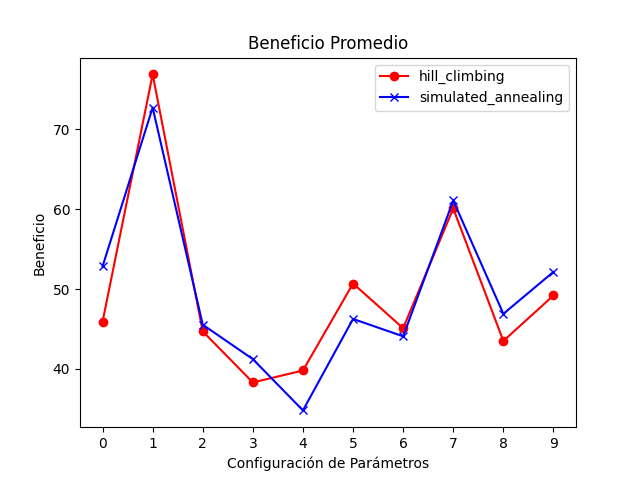 Beneficio Promedio
hill_climbing
simulated_annealing
Beneficio
70
60
50
40
0 1 2 3 4 5 6 7 8 9
Configuración de Parámetros